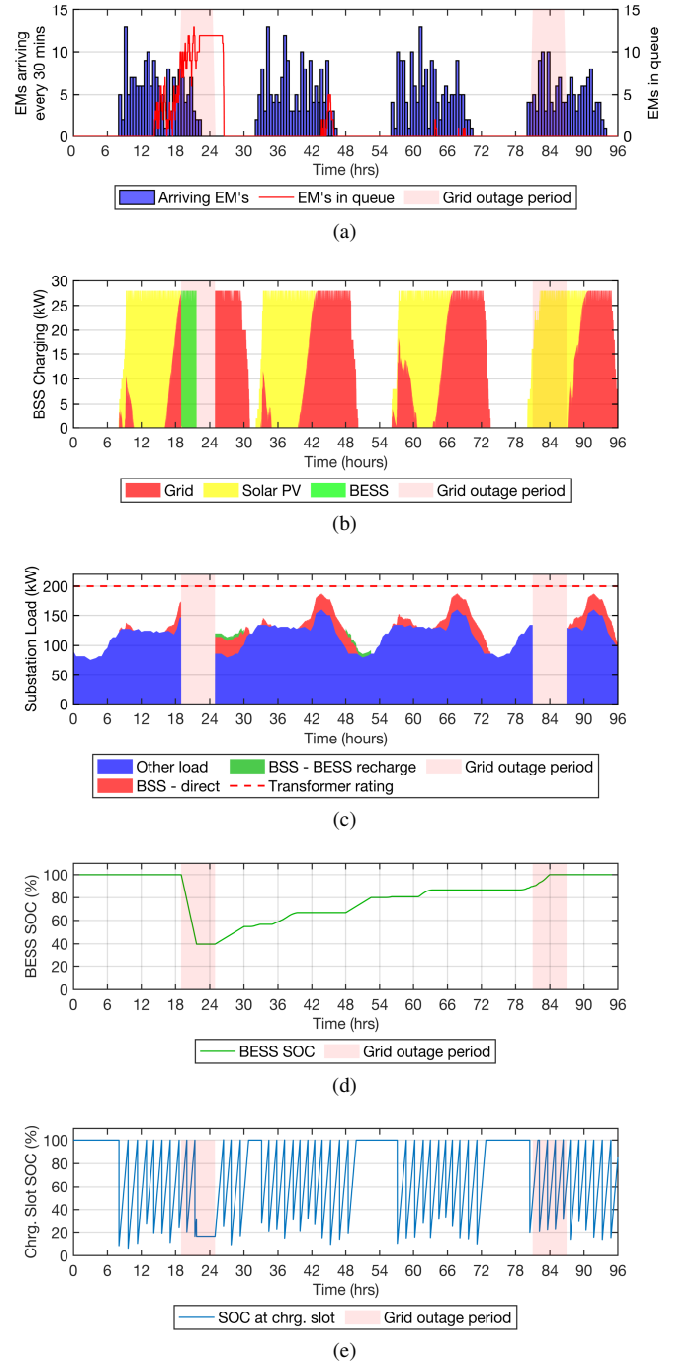 EMs arriving
every 30 mins
15
10
5
0
15
10
5
0
EMs in queue
0 6 12 18 24 30 36 42 48 54 60 66 72 78 84 90 96
Time (hrs)
Arriving EM's EM's in queue Grid outage period
(a)
BSS Charging (kW)
30
25
20
15
10
5
0
0 6 12 18 24 30 36 42 48 54 60 66 72 78 84 90 96
Time (hours)
Grid Solar PV BESS Grid outage period
(b)
Substation Load (kW)
200
150
100
50
0
0 6 12 18 24 30 36 42 48 54 60 66 72 78 84 90 96
Time (hours)
Other load BSS - BESS recharge Grid outage period
BSS - direct Transformer rating
(c)
BESS SOC (%)
100
80
60
40
20
0
0 6 12 18 24 30 36 42 48 54 60 66 72 78 84 90 96
Time (hrs)
BESS SOC Grid outage period
(d)
Chrg. Slot SOC (%)
100
80
60
40
20
0
0 6 12 18 24 30 36 42 48 54 60 66 72 78 84 90 96
Time (hrs)
SOC at chrg. slot Grid outage period
(e)